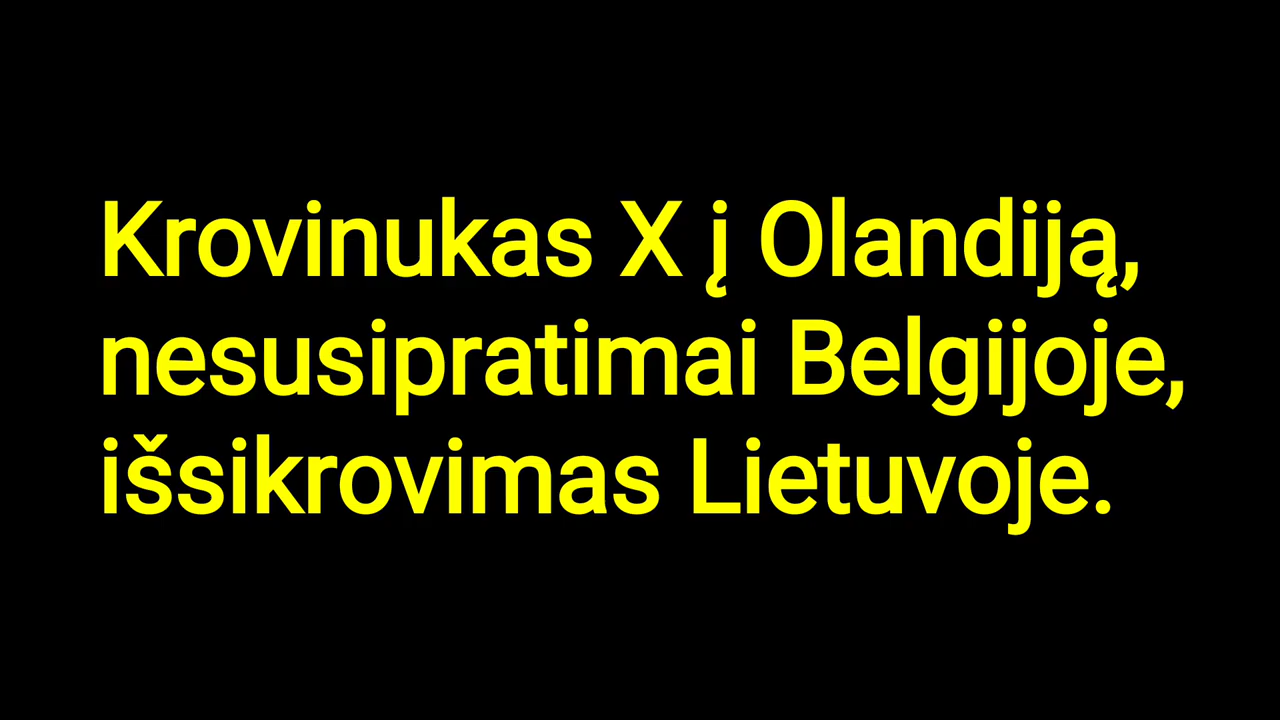 Krovinukas X į Olandiją,
nesusipratimai Belgijoje,
išsikrovimas Lietuvoje.